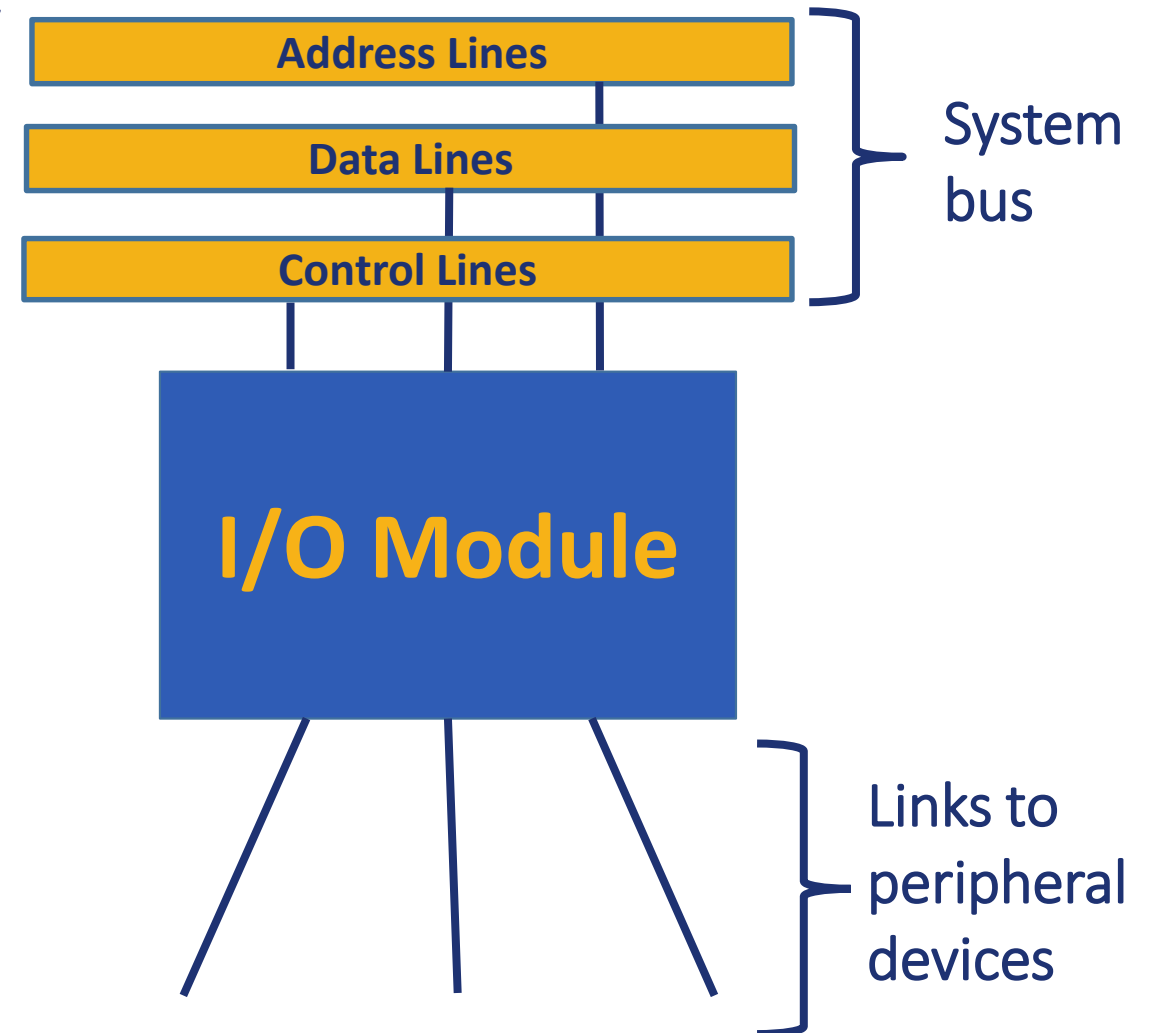 Address Lines
Data Lines
Control Lines
System
bus
I/O Module
Links to
peripheral
devices